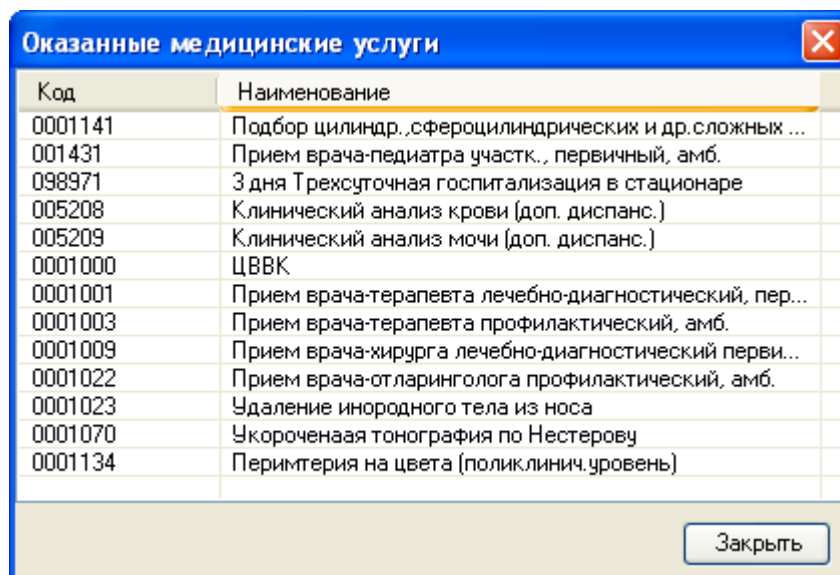 Оказанные медицинские услуги
Код Наименование
0001141 Подбор цилиндр.,сфероцилиндрических и др.сложных ...
001431 Прием врача-педиатра участк., первичный, амб.
098971 3 дня Трехсуточная госпитализация в стационаре
005208 Клинический анализ крови (доп. диспанс.)
005209 Клинический анализ мочи (доп. диспанс.)
0001000 ЦВВК
0001001 Прием врача-терапевта лечебно-диагностический, пер...
0001003 Прием врача-терапевта профилактический, амб.
0001009 Прием врача-хирурга лечебно-диагностический перви...
0001022 Прием врача-отларинголога профилактический, амб.
0001023 Удаление инородного тела из носа
0001070 Укороченаая тонография по Нестерову
0001134 Перимтерия на цвета (поликлинич.уровень)
Закрыть